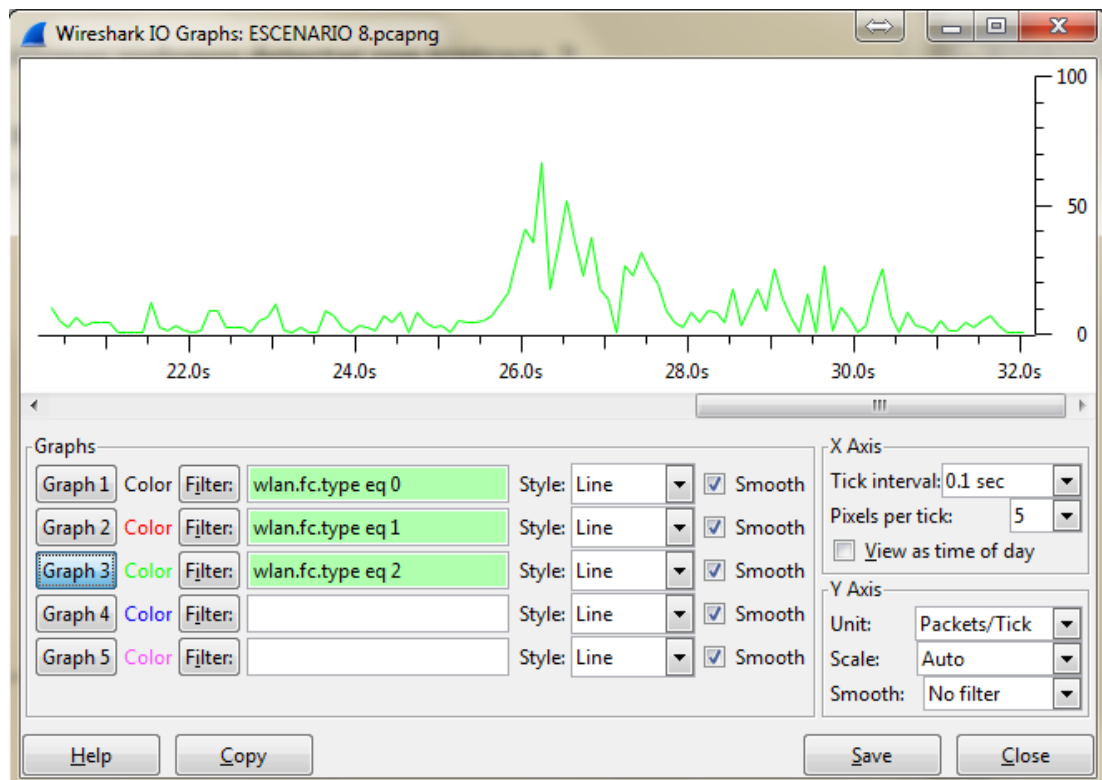 Wireshark IO Graphs: ESCENARIO 8.pcapng
100
50
0
22.0s 24.0s 26.0s 28.0s 30.0s 32.0s
Graphs
Graph 1 Color Filter: wlan.fc.type eq 0 Style: Line Smooth
Graph 2 Color Filter: wlan.fc.type eq 1 Style: Line Smooth
Graph 3 Color Filter: wlan.fc.type eq 2 Style: Line Smooth
Graph 4 Color Filter: Style: Line Smooth
Graph 5 Color Filter: Style: Line Smooth
X Axis
Tick interval: 0.1 sec
Pixels per tick: 5
View as time of day
Y Axis
Unit: Packets/Tick
Scale: Auto
Smooth: No filter
Help Copy Save Close